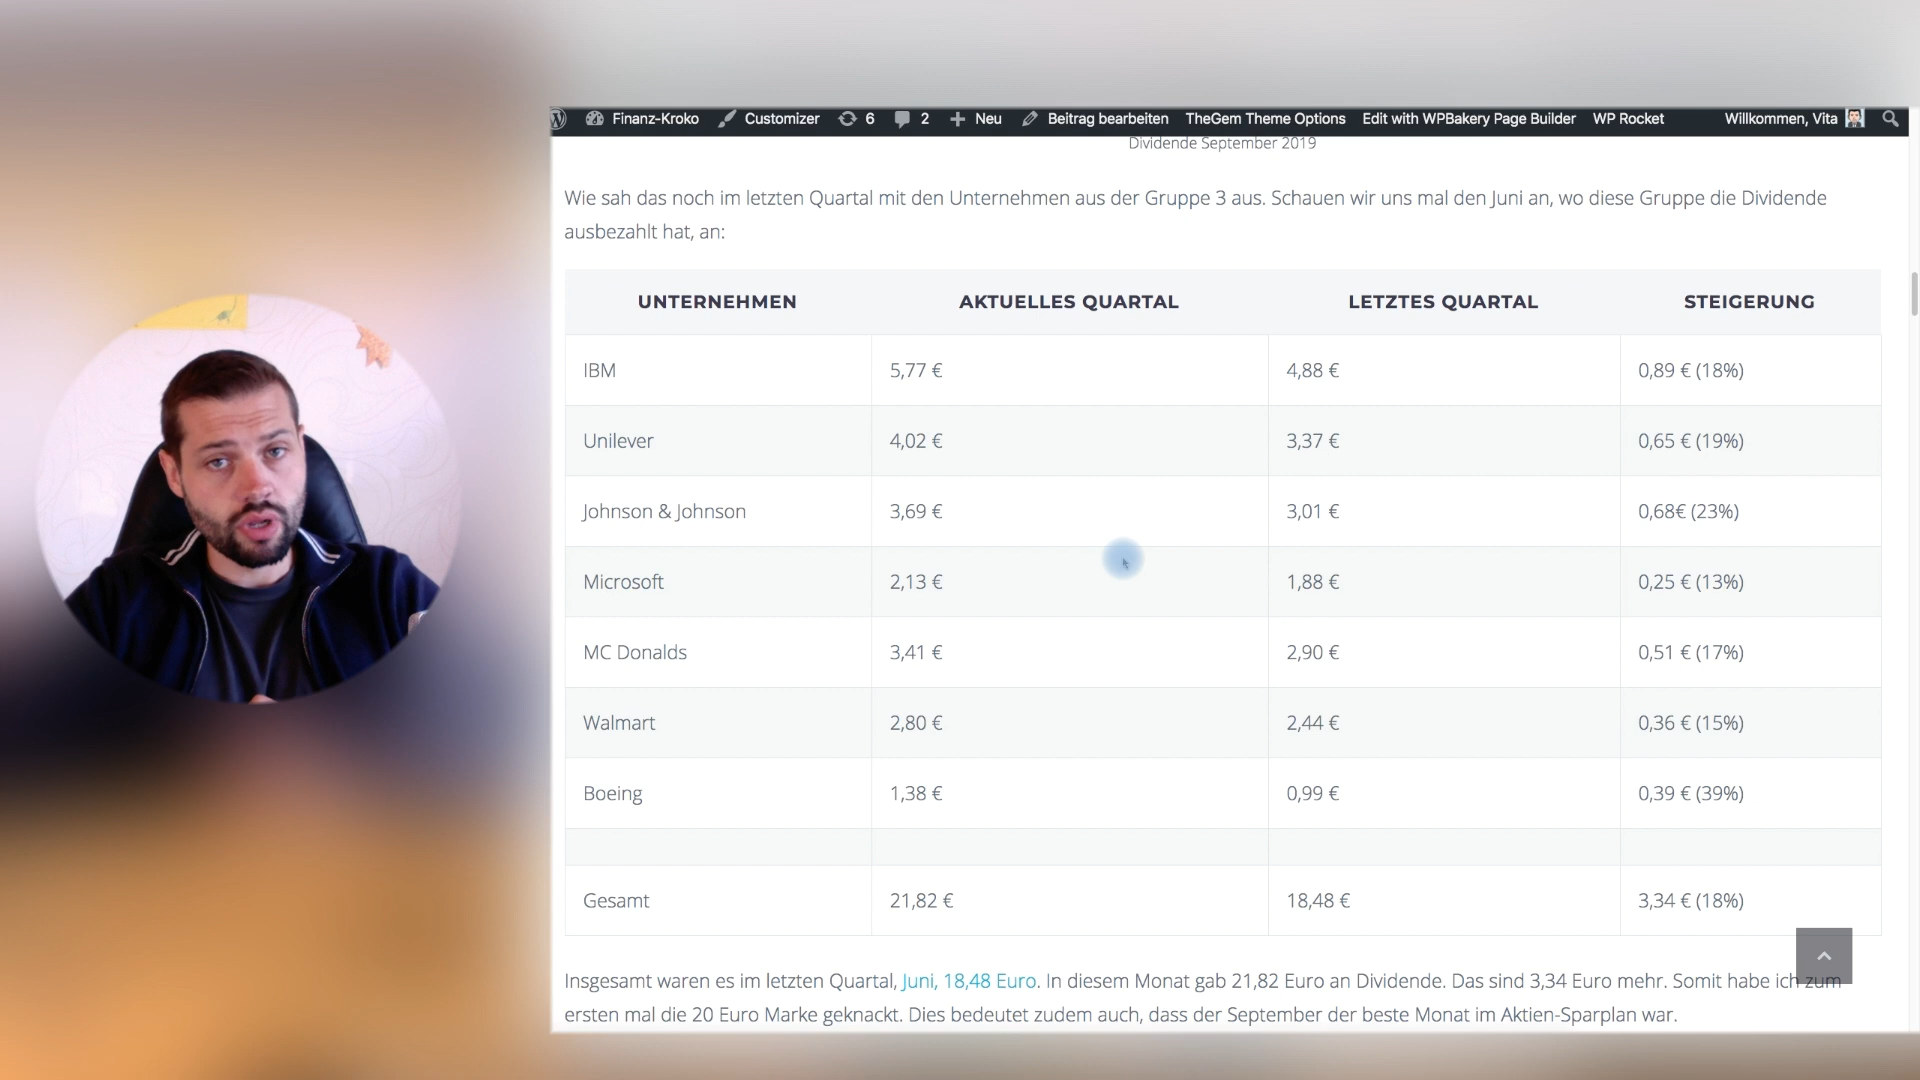 Finanz-Kroko Customizer 6 2 Neu Beitrag bearbeiten TheGem Theme Options Edit with WPBakery Page Builder WP Rocket Willkommen, Vita
Dividende September 2019
Wie sah das noch im letzten Quartal mit den Unternehmen aus der Gruppe 3 aus. Schauen wir uns mal den Juni an, wo diese Gruppe die Dividende
ausbezahlt hat, an:
UNTERNEHMEN AKTUELLES QUARTAL LETZTES QUARTAL STEIGERUNG
IBM 5,77 € 4,88 € 0,89 € (18%)
Unilever 4,02 € 3,37 € 0,65 € (19%)
Johnson & Johnson 3,69 € 3,01 € 0,68€ (23%)
Microsoft 2,13 € 1,88 € 0,25 € (13%)
MC Donalds 3,41 € 2,90 € 0,51 € (17%)
Walmart 2,80 € 2,44 € 0,36 € (15%)
Boeing 1,38 € 0,99 € 0,39 € (39%)
Gesamt 21,82 € 18,48 € 3,34 € (18%)
Insgesamt waren es im letzten Quartal, Juni, 18,48 Euro. In diesem Monat gab 21,82 Euro an Dividende. Das sind 3,34 Euro mehr. Somit habe ich zum
ersten mal die 20 Euro Marke geknackt. Dies bedeutet zudem auch, dass der September der beste Monat im Aktien-Sparplan war.